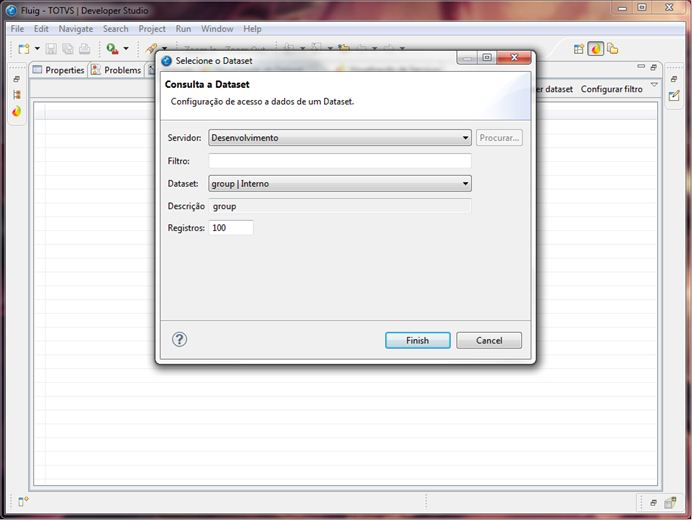 Fluig - TOTVS | Developer Studio
File Edit Navigate Search Project Run Window Help
Properties Problems
er dataset Configurar filtro
Selecione o Dataset
Consulta a Dataset
Configuração de acesso a dados de um Dataset.
Servidor: Desenvolvimento Procurar...
Filtro:
Dataset: group | Interno
Descrição group
Registros: 100
? Finish Cancel